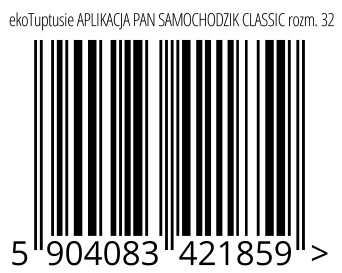 ekoTuptusie APLIKACJA PAN SAMOCHODZIK CLASSIC rozm. 32
5 904083 421859 >